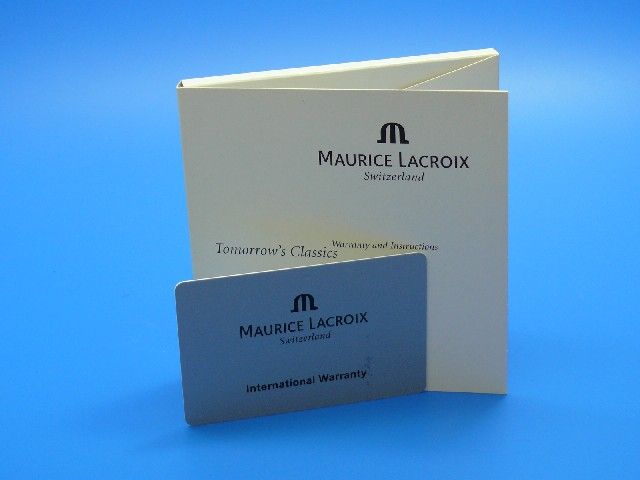 MAURICE LACROIX
Switzerland
Tomorrow's Classics
Warranty and Instructions
MAURICE LACROIX
Switzerland
International Warranty